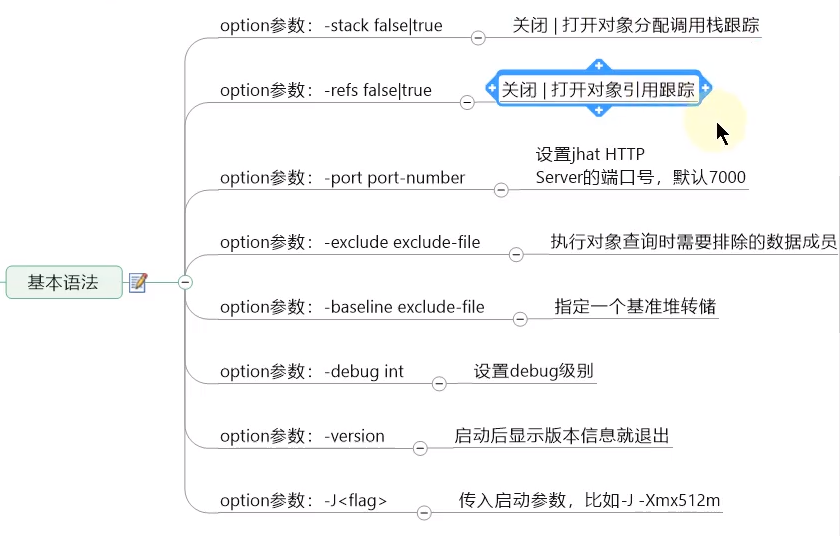 option参数：-stack false|true
关闭 | 打开对象分配调用栈跟踪
option参数：-refs false|true
关闭 | 打开对象引用跟踪
option参数：-port port-number
设置jhat HTTP
Server的端口号，默认7000
option参数：-exclude exclude-file
执行对象查询时需要排除的数据成员
基本语法
option参数：-baseline exclude-file
指定一个基准堆转储
option参数：-debug int
设置debug级别
option参数：-version
启动后显示版本信息就退出
option参数：-J<flag>
传入启动参数，比如-J -Xmx512m